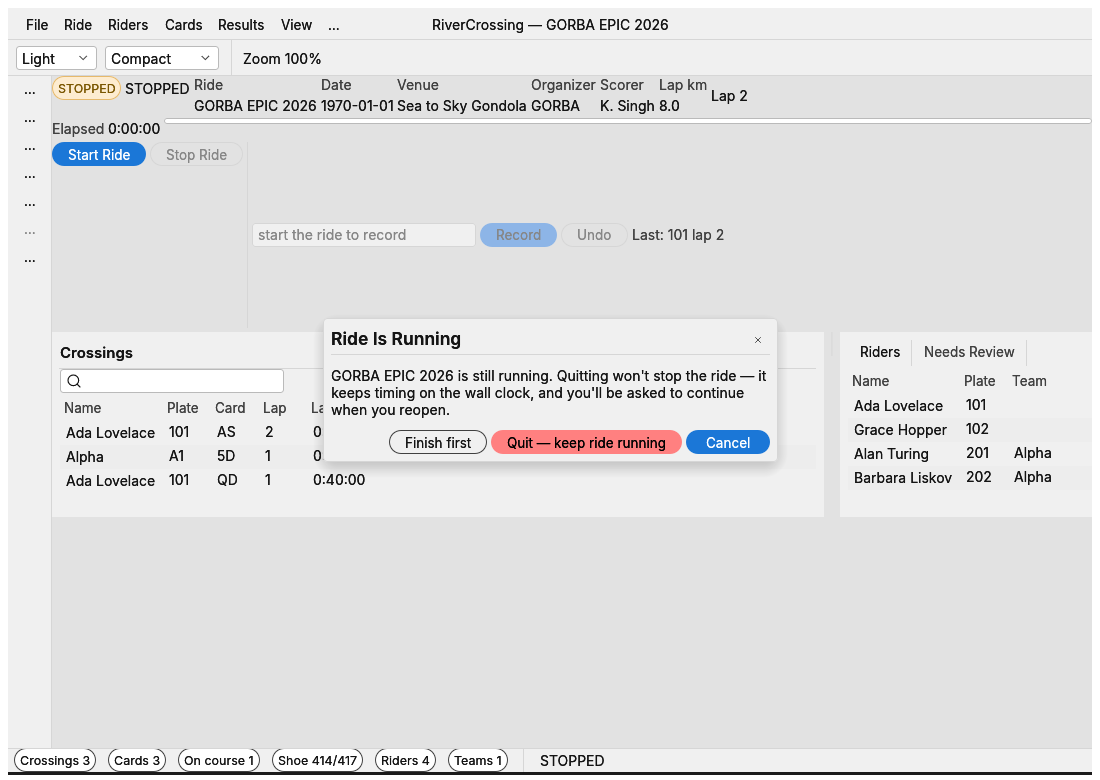 File Ride Riders Cards Results View ... RiverCrossing — GORBA EPIC 2026
Light Compact Zoom 100%
... STOPPED STOPPED Ride Date Venue Organizer Scorer Lap km Lap 2
GORBA EPIC 2026 1970-01-01 Sea to Sky Gondola GORBA K. Singh 8.0
...
Elapsed 0:00:00
... Start Ride Stop Ride
...
...
... start the ride to record Record Undo Last: 101 lap 2
...
Ride Is Running ×
GORBA EPIC 2026 is still running. Quitting won't stop the ride — it
keeps timing on the wall clock, and you'll be asked to continue
when you reopen.
Finish first Quit — keep ride running Cancel
Crossings
Name Plate Card Lap
Ada Lovelace 101 AS 2
Alpha A1 5D 1
Ada Lovelace 101 QD 1 0:40:00
Riders Needs Review
Name Plate Team
Ada Lovelace 101
Grace Hopper 102
Alan Turing 201 Alpha
Barbara Liskov 202 Alpha
Crossings 3 Cards 3 On course 1 Shoe 414/417 Riders 4 Teams 1 STOPPED